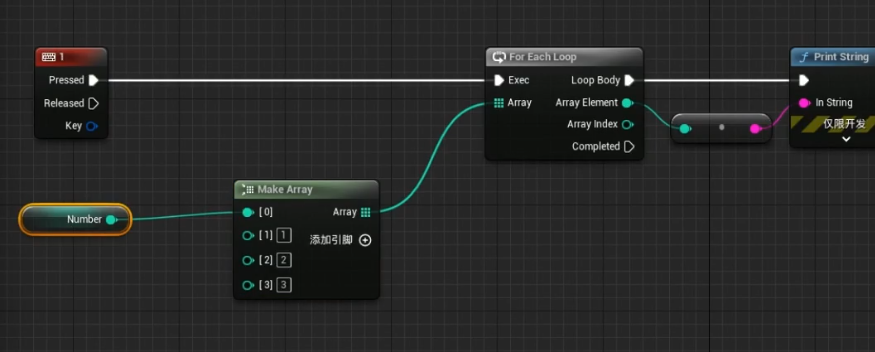 1
Pressed
Released
Key
Number
Make Array
[0]
Array
[1] 1
添加引脚
[2] 2
[3] 3
For Each Loop
Exec
Loop Body
Array
Array Element
Array Index
Completed
f Print String
In String
仅限开发